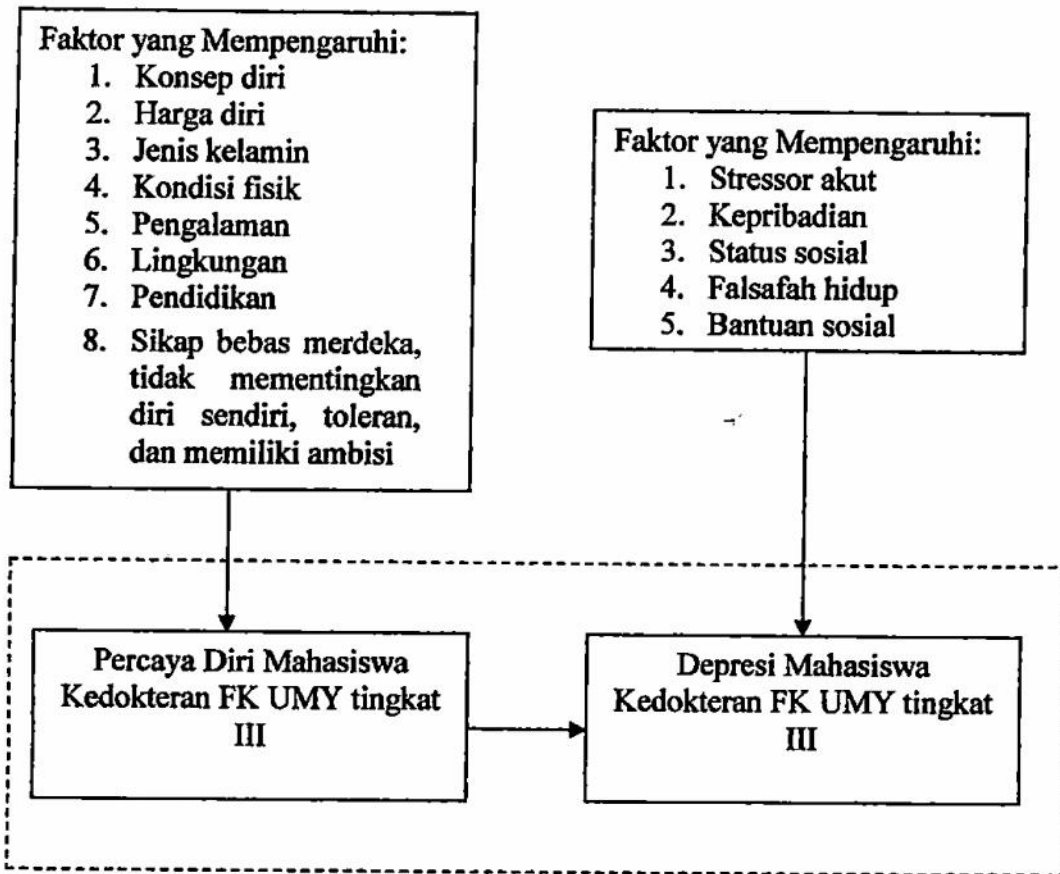 Faktor yang Mempengaruhi:
1. Konsep diri
2. Harga diri
3. Jenis kelamin
4. Kondisi fisik
5. Pengalaman
6. Lingkungan
7. Pendidikan
8. Sikap bebas merdeka,
tidak mementingkan
diri sendiri, toleran,
dan memiliki ambisi
Faktor yang Mempengaruhi:
1. Stressor akut
2. Kepribadian
3. Status sosial
4. Falsafah hidup
5. Bantuan sosial
Percaya Diri Mahasiswa
Kedokteran FK UMY tingkat
III
Depresi Mahasiswa
Kedokteran FK UMY tingkat
III